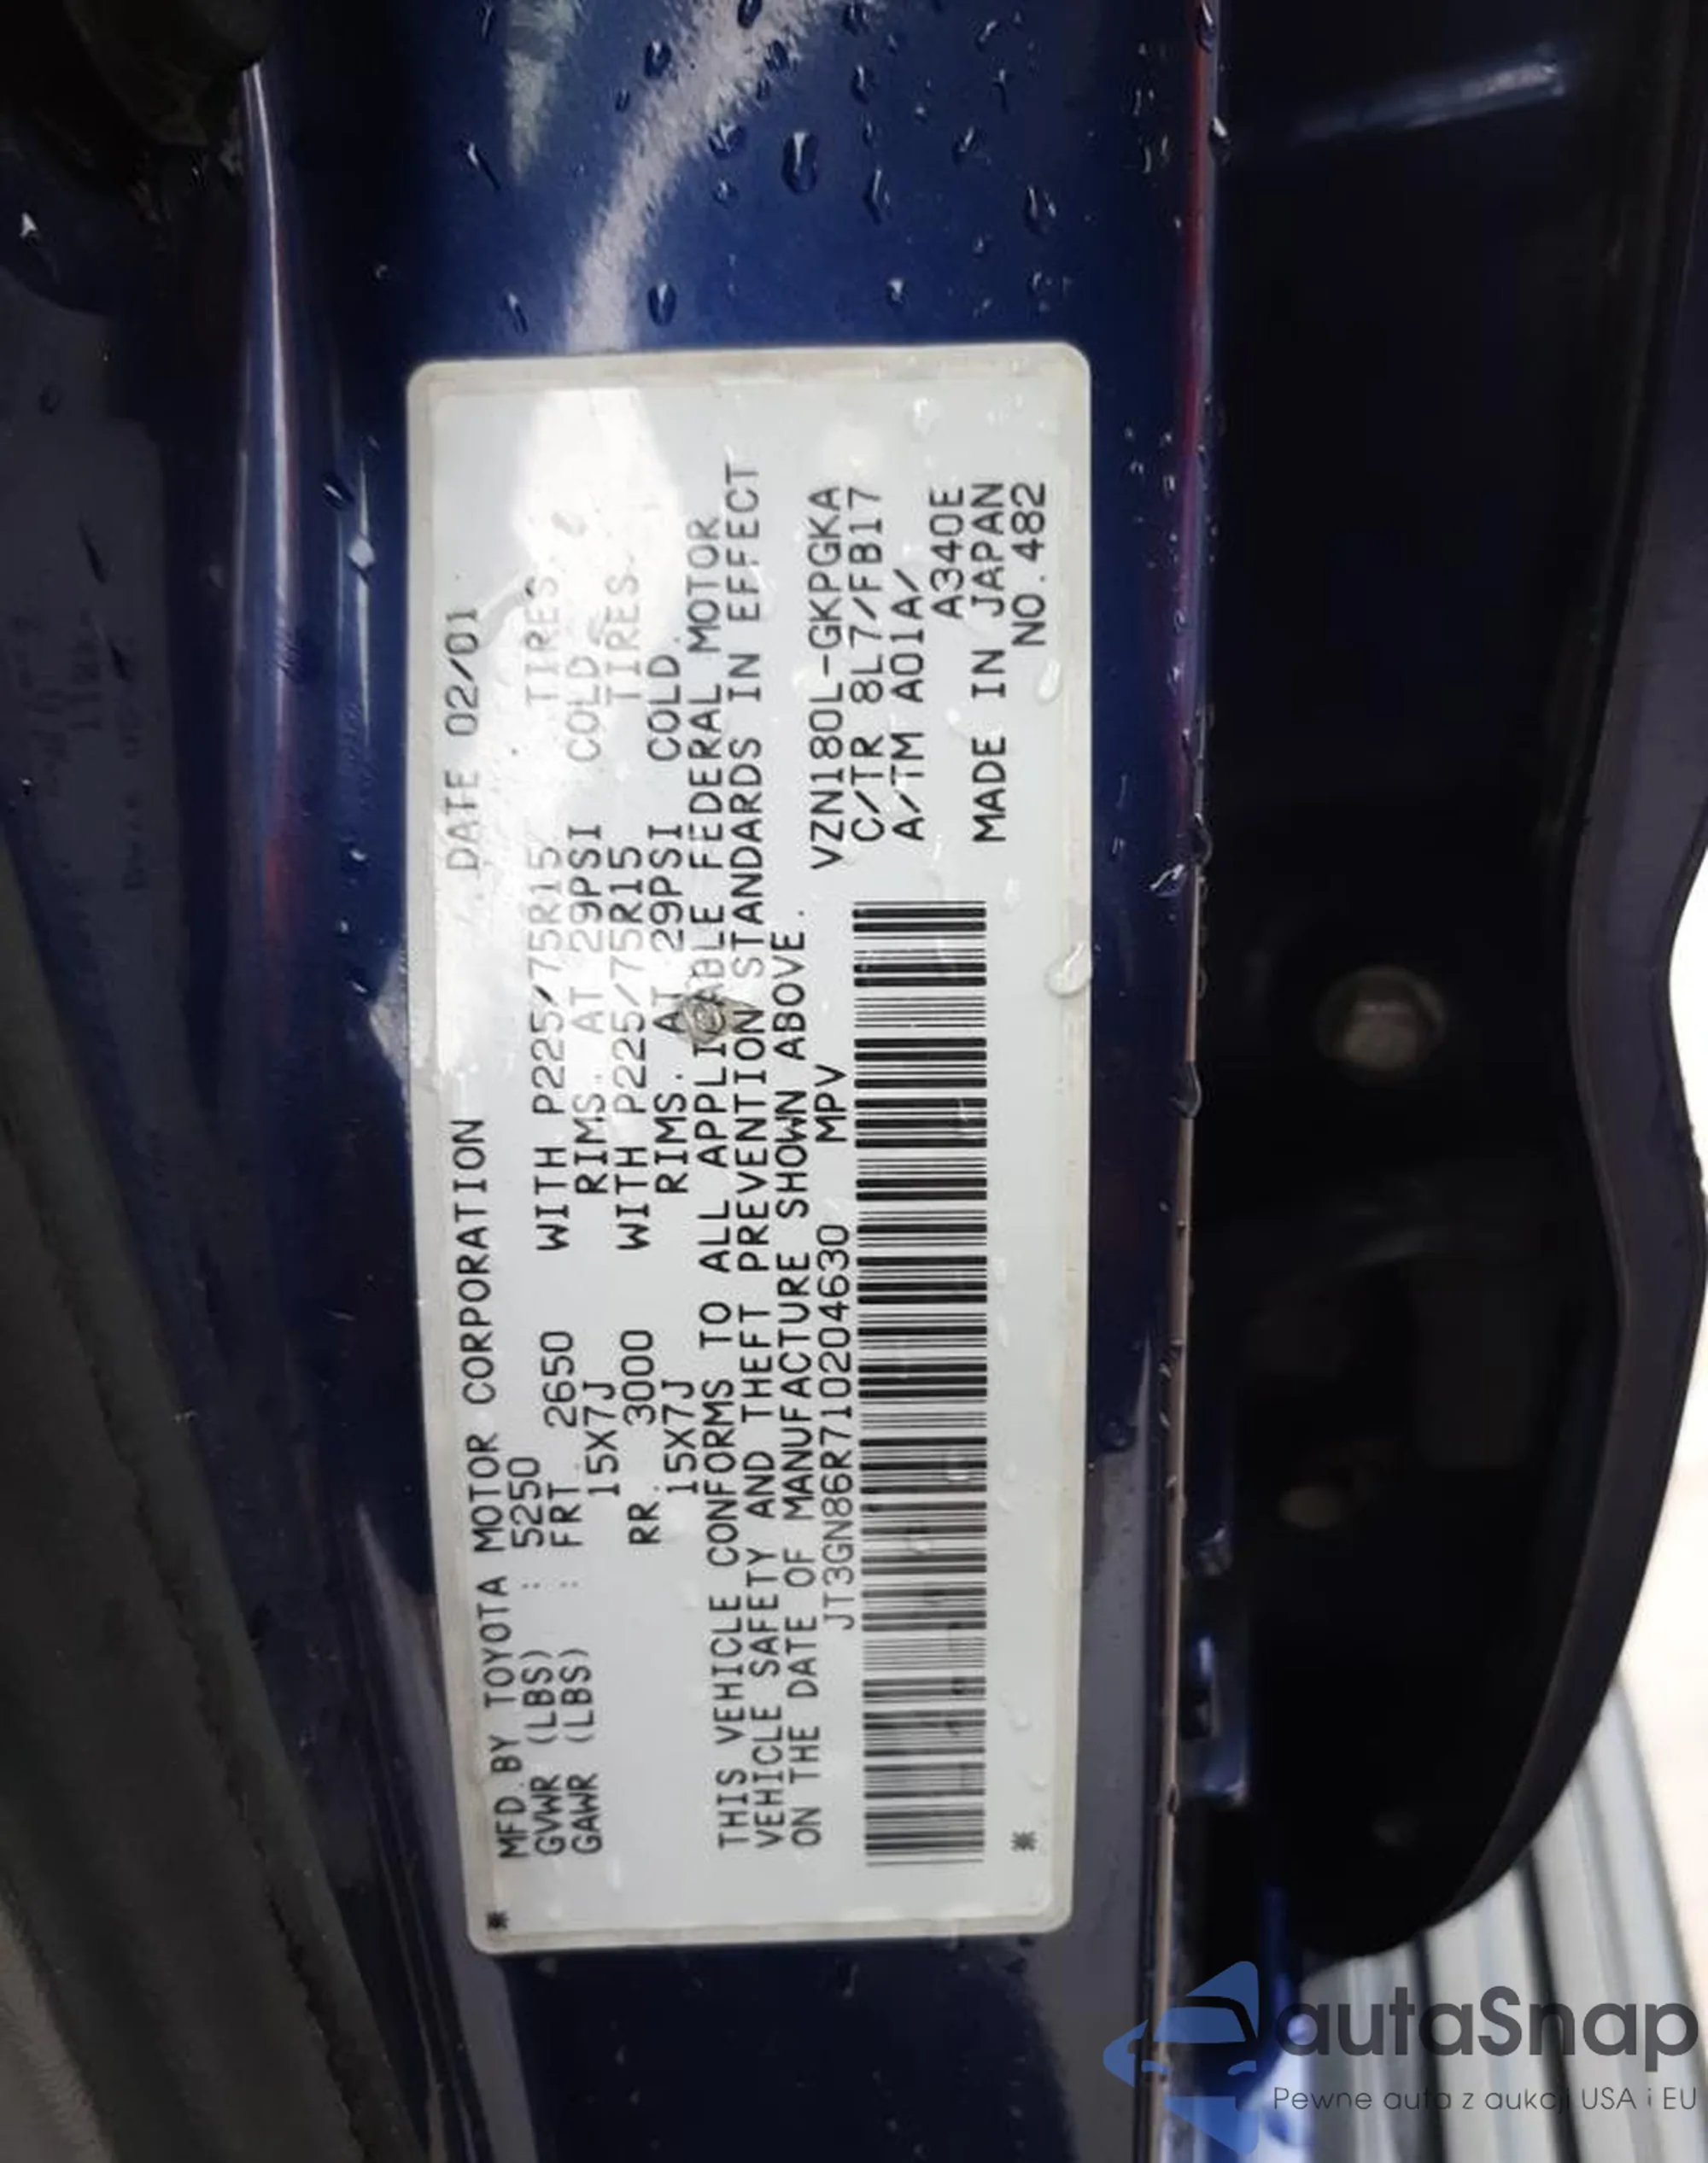 MFD.BY TOYOTA MOTOR CORPORATION DATE 02/01
GVWR (LBS) : 5250
GAWR (LBS) : FRT. 2650 WITH P225/75R15 TIRES,
15X7J RIMS. AT 29PSI COLD
RR. 3000 WITH P225/75R15 TIRES.
15X7J RIMS. AT 29PSI COLD.
THIS VEHICLE CONFORMS TO ALL APPLICABLE FEDERAL MOTOR
VEHICLE SAFETY AND THEFT PREVENTION STANDARDS IN EFFECT
ON THE DATE OF MANUFACTURE SHOWN ABOVE.
JT3GN86R710204630 MPV VZN180L-GKPGKA
C/TR 8L7/FB17
A/TM A01A/
A340E
MADE IN JAPAN
NO.482
autaSnap
Pewne auta z aukcji USA i EU